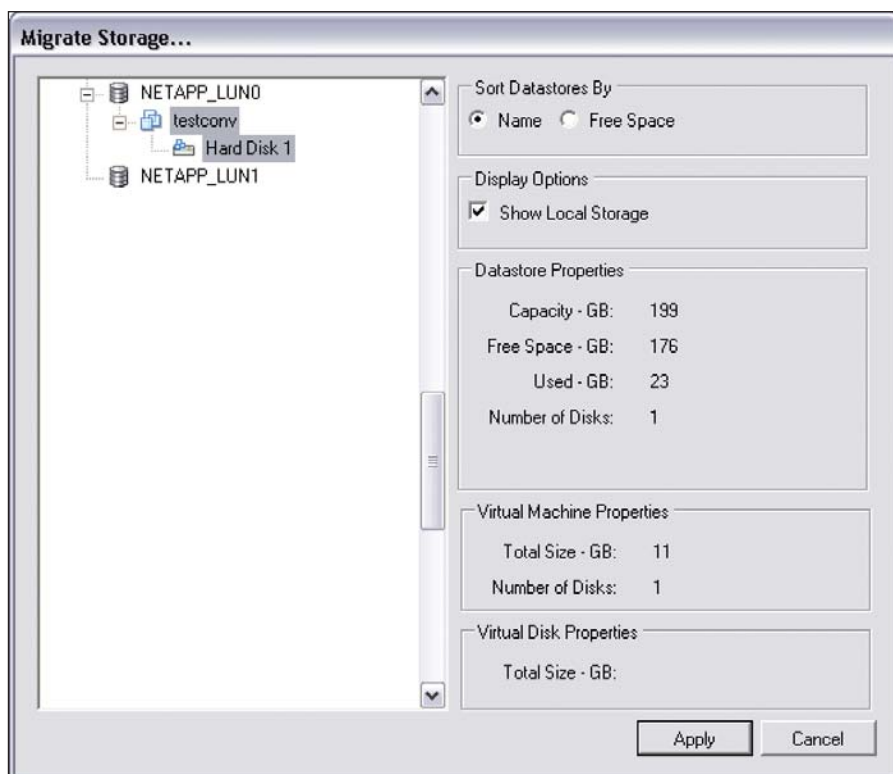 Migrate Storage...
NETAPP_LUN0
testconv
Hard Disk 1
NETAPP_LUN1
Sort Datastores By
Name Free Space
Display Options
Show Local Storage
Datastore Properties
Capacity - GB: 199
Free Space - GB: 176
Used - GB: 23
Number of Disks: 1
Virtual Machine Properties
Total Size - GB: 11
Number of Disks: 1
Virtual Disk Properties
Total Size - GB:
Apply Cancel